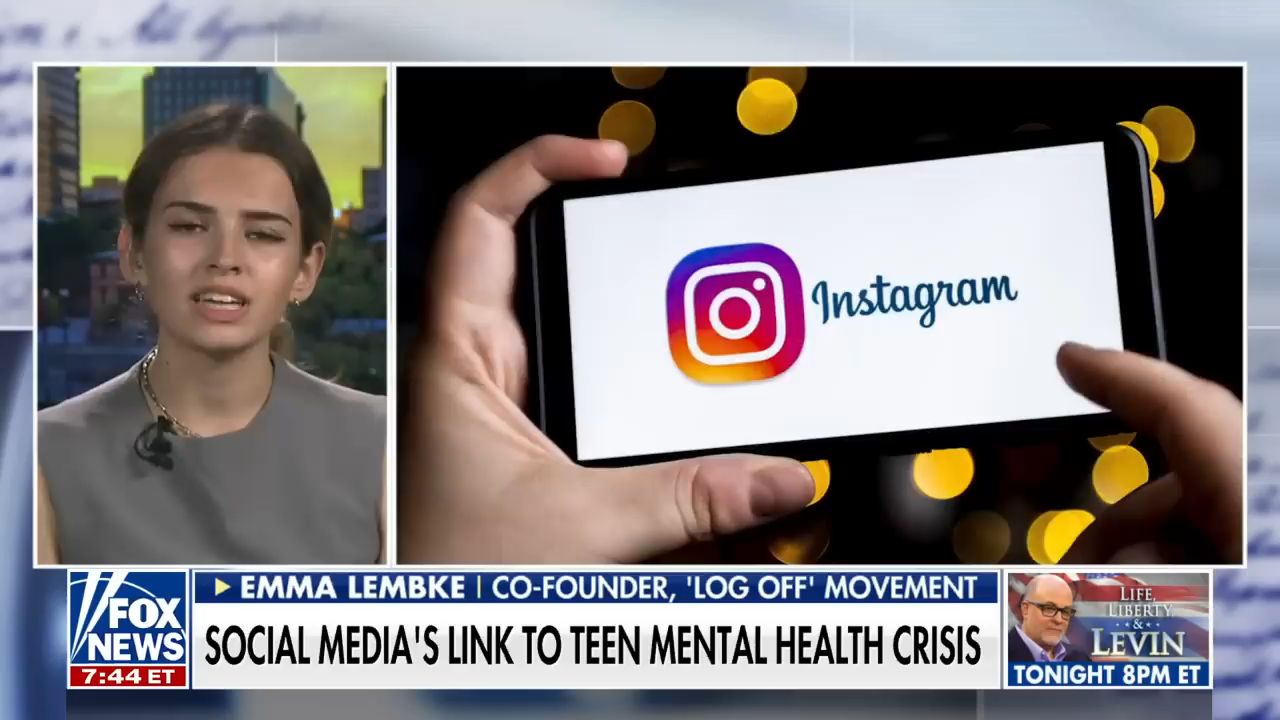 Instagram
EMMA LEMBKE | CO-FOUNDER, 'LOG OFF' MOVEMENT
FOX
NEWS
7:44 ET
SOCIAL MEDIA'S LINK TO TEEN MENTAL HEALTH CRISIS
LIFE,
LIBERTY
&
LEVIN
TONIGHT 8PM ET